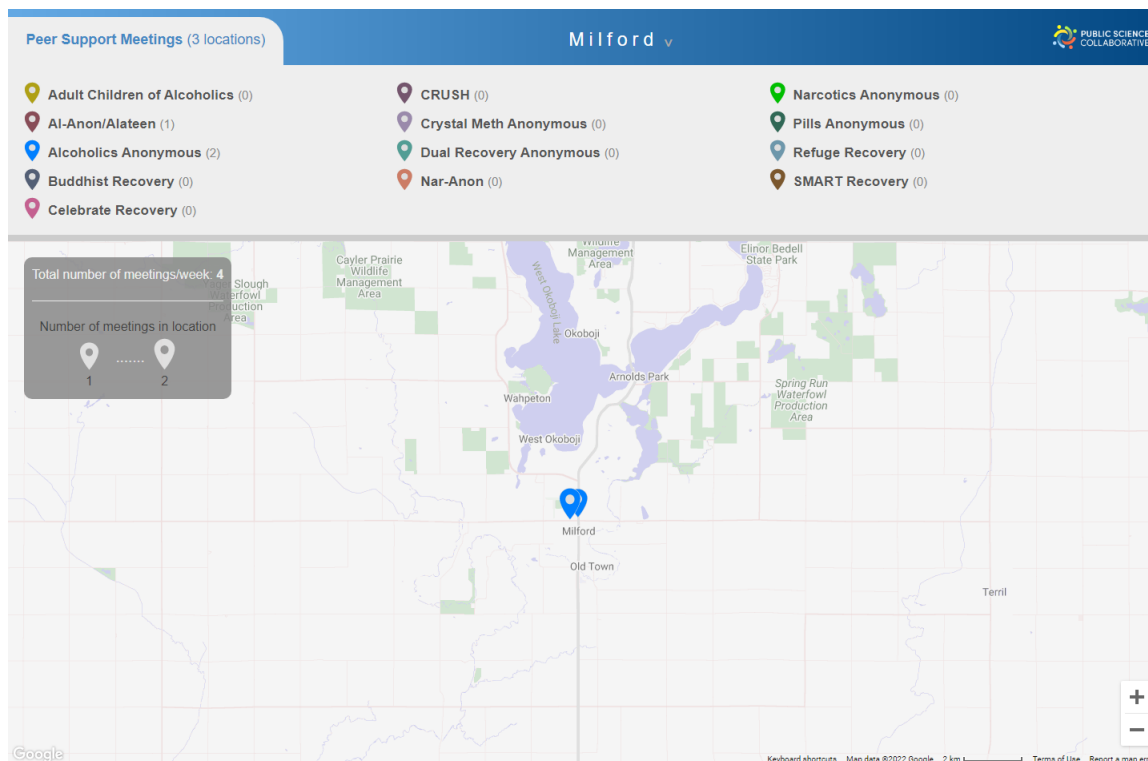 Peer Support Meetings (3 locations)
Milford v
PUBLIC SCIENCE
COLLABORATIVE
Adult Children of Alcoholics (0)
Al-Anon/Alateen (1)
Alcoholics Anonymous (2)
Buddhist Recovery (0)
Celebrate Recovery (0)
CRUSH (0)
Crystal Meth Anonymous (0)
Dual Recovery Anonymous (0)
Nar-Anon (0)
Narcotics Anonymous (0)
Pills Anonymous (0)
Refuge Recovery (0)
SMART Recovery (0)
Total number of meetings/week: 4
Number of meetings in location
1 ....... 2
Slough
Waterfowl
Production
Area
Cayler Prairie
Wildlife
Management
Area
West Okoboji Lake
Wildlife
Management
Area
Elinor Bedell
State Park
Okoboji
Arnolds Park
Wahpeton
Spring Run
Waterfowl
Production
Area
West Okoboji
Milford
Old Town
Terril
+
−
Google
Keyboard shortcuts
Map data ©2022 Google
2 km
Terms of Use
Report a map